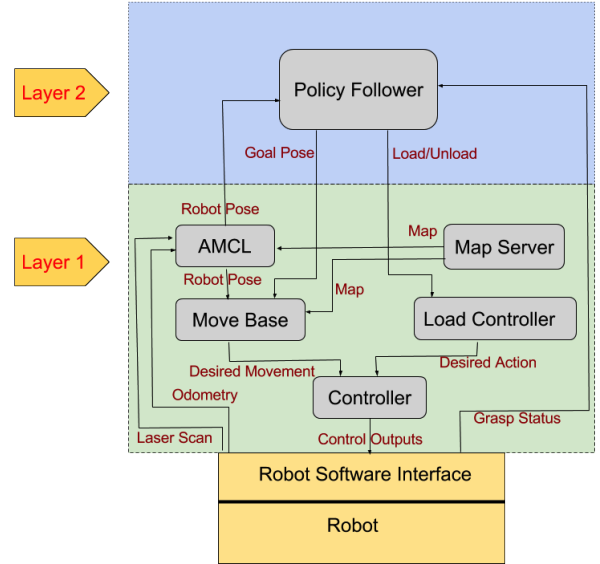 Layer 2
Policy Follower
Goal Pose
Load/Unload
Robot Pose
Layer 1
AMCL
Map
Map Server
Robot Pose
Map
Move Base
Load Controller
Desired Movement
Desired Action
Odometry
Controller
Grasp Status
Laser Scan
Control Outputs
Robot Software Interface
Robot